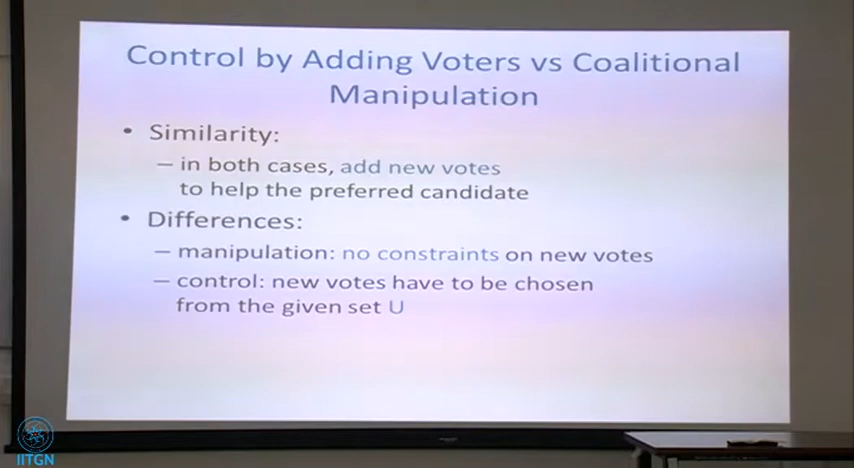 Control by Adding Voters vs Coalitional
Manipulation
• Similarity:
– in both cases, add new votes
to help the preferred candidate
• Differences:
– manipulation: no constraints on new votes
– control: new votes have to be chosen
from the given set U
IITGN